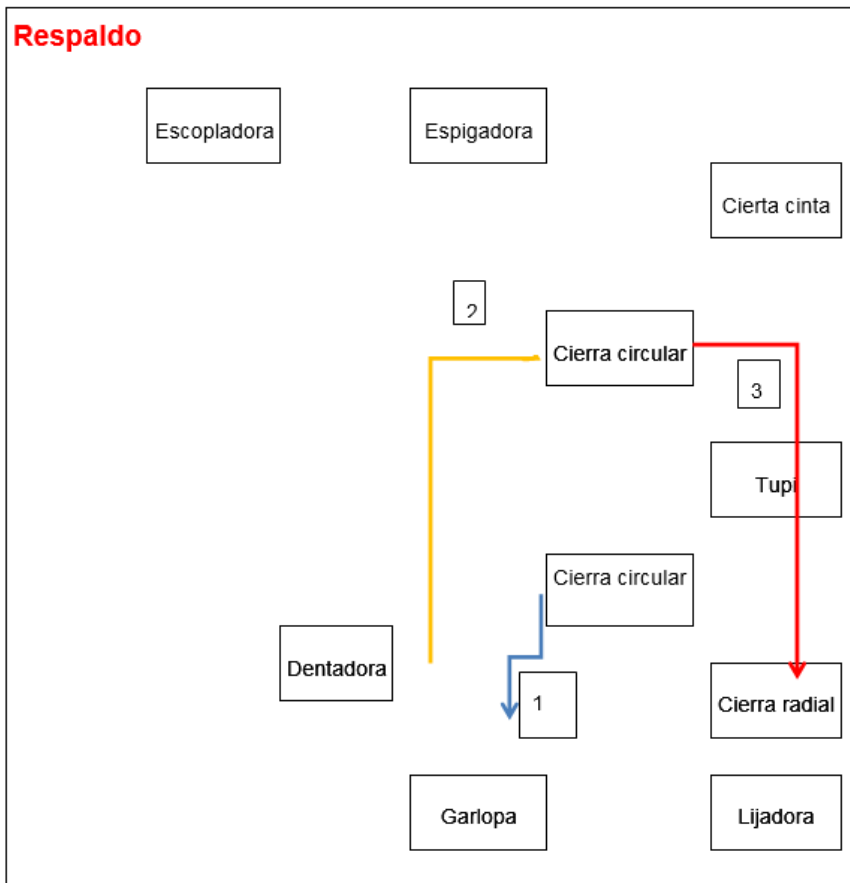 Respaldo
Escopladora
Espigadora
Cierta cinta
2
Cierra circular
3
Tupi
Cierra circular
Dentadora
1
Cierra radial
Garlopa
Lijadora